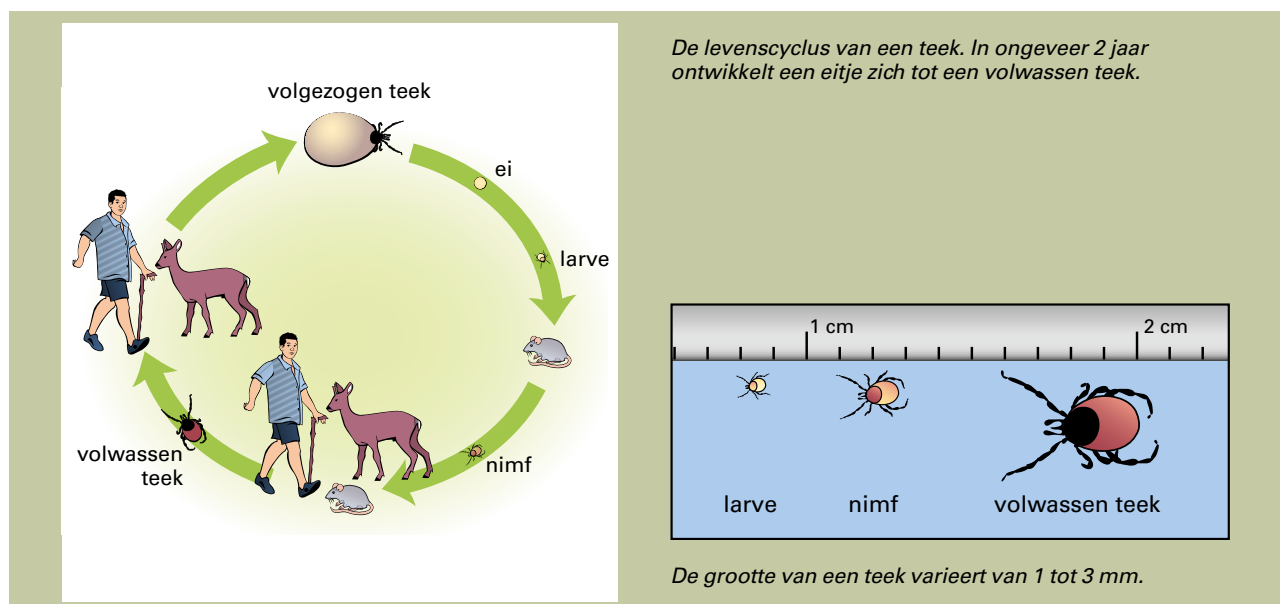 De levenscyclus van een teek. In ongeveer 2 jaar
ontwikkelt een eitje zich tot een volwassen teek.
volgezogen teek
ei
larve
nimf
volwassen
teek
1 cm
2 cm
larve
nimf
volwassen teek
De grootte van een teek varieert van 1 tot 3 mm.